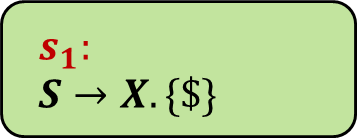 s₁:
S → X. {$}